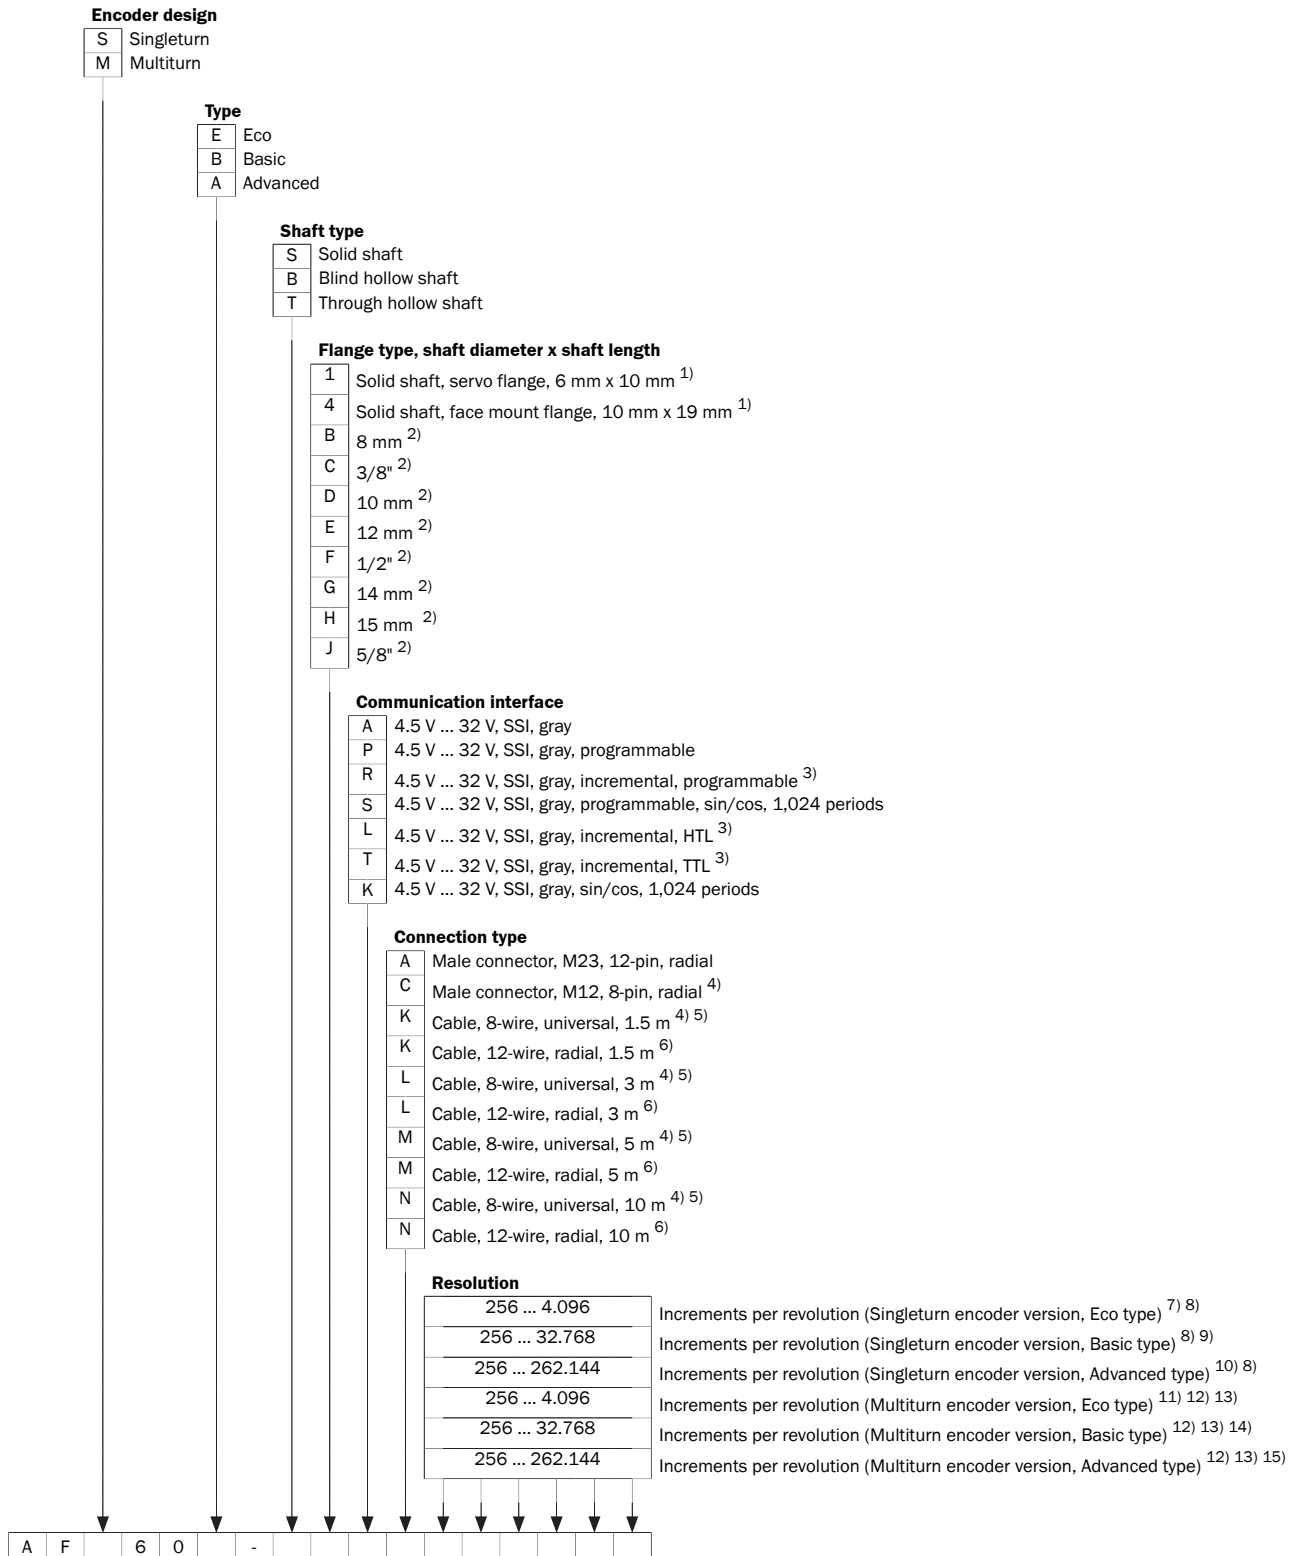 Encoder design
S Singleturn
M Multiturn
Type
E Eco
B Basic
A Advanced
Shaft type
S Solid shaft
B Blind hollow shaft
T Through hollow shaft
Flange type, shaft diameter x shaft length
1 Solid shaft, servo flange, 6 mm x 10 mm 1)
4 Solid shaft, face mount flange, 10 mm x 19 mm 1)
B 8 mm 2)
C 3/8" 2)
D 10 mm 2)
E 12 mm 2)
F 1/2" 2)
G 14 mm 2)
H 15 mm 2)
J 5/8" 2)
Communication interface
A 4.5 V ... 32 V, SSI, gray
P 4.5 V ... 32 V, SSI, gray, programmable
R 4.5 V ... 32 V, SSI, gray, incremental, programmable 3)
S 4.5 V ... 32 V, SSI, gray, programmable, sin/cos, 1,024 periods
L 4.5 V ... 32 V, SSI, gray, incremental, HTL 3)
T 4.5 V ... 32 V, SSI, gray, incremental, TTL 3)
K 4.5 V ... 32 V, SSI, gray, sin/cos, 1,024 periods
Connection type
A Male connector, M23, 12-pin, radial
C Male connector, M12, 8-pin, radial 4)
K Cable, 8-wire, universal, 1.5 m 4) 5)
K Cable, 12-wire, radial, 1.5 m 6)
L Cable, 8-wire, universal, 3 m 4) 5)
L Cable, 12-wire, radial, 3 m 6)
M Cable, 8-wire, universal, 5 m 4) 5)
M Cable, 12-wire, radial, 5 m 6)
N Cable, 8-wire, universal, 10 m 4) 5)
N Cable, 12-wire, radial, 10 m 6)
Resolution
256 ... 4.096 Increments per revolution (Singleturn encoder version, Eco type) 7) 8)
256 ... 32.768 Increments per revolution (Singleturn encoder version, Basic type) 8) 9)
256 ... 262.144 Increments per revolution (Singleturn encoder version, Advanced type) 10) 8)
256 ... 4.096 Increments per revolution (Multiturn encoder version, Eco type) 11) 12) 13)
256 ... 32.768 Increments per revolution (Multiturn encoder version, Basic type) 12) 13) 14)
256 ... 262.144 Increments per revolution (Multiturn encoder version, Advanced type) 12) 13) 15)
A F 6 0 -